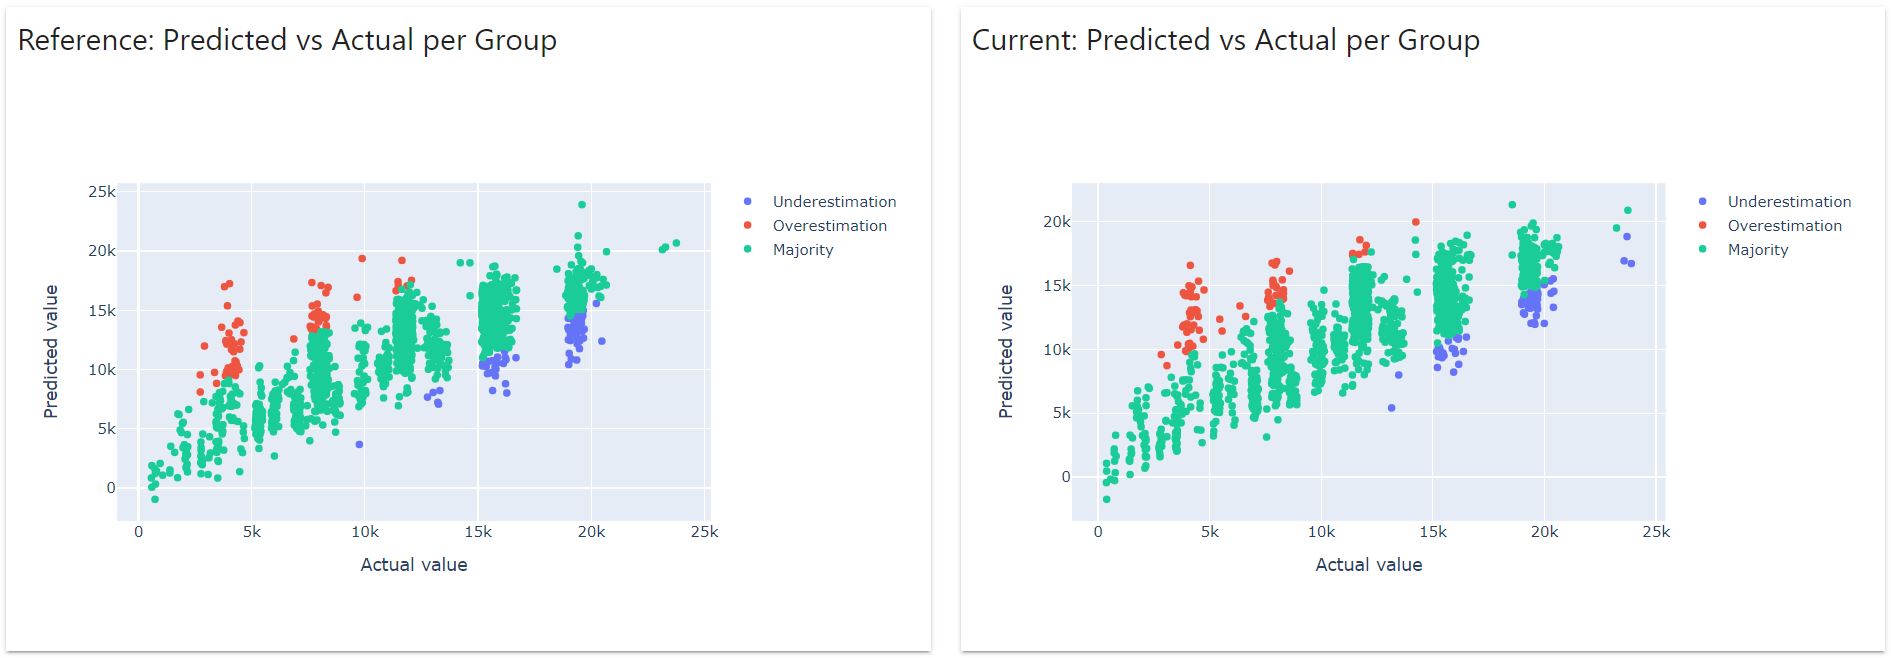 Reference: Predicted vs Actual per Group
Predicted value
25k
20k
15k
10k
5k
0
0 5k 10k 15k 20k 25k
Actual value
Underestimation
Overestimation
Majority
Current: Predicted vs Actual per Group
Predicted value
20k
15k
10k
5k
0
0 5k 10k 15k 20k 25k
Actual value
Underestimation
Overestimation
Majority